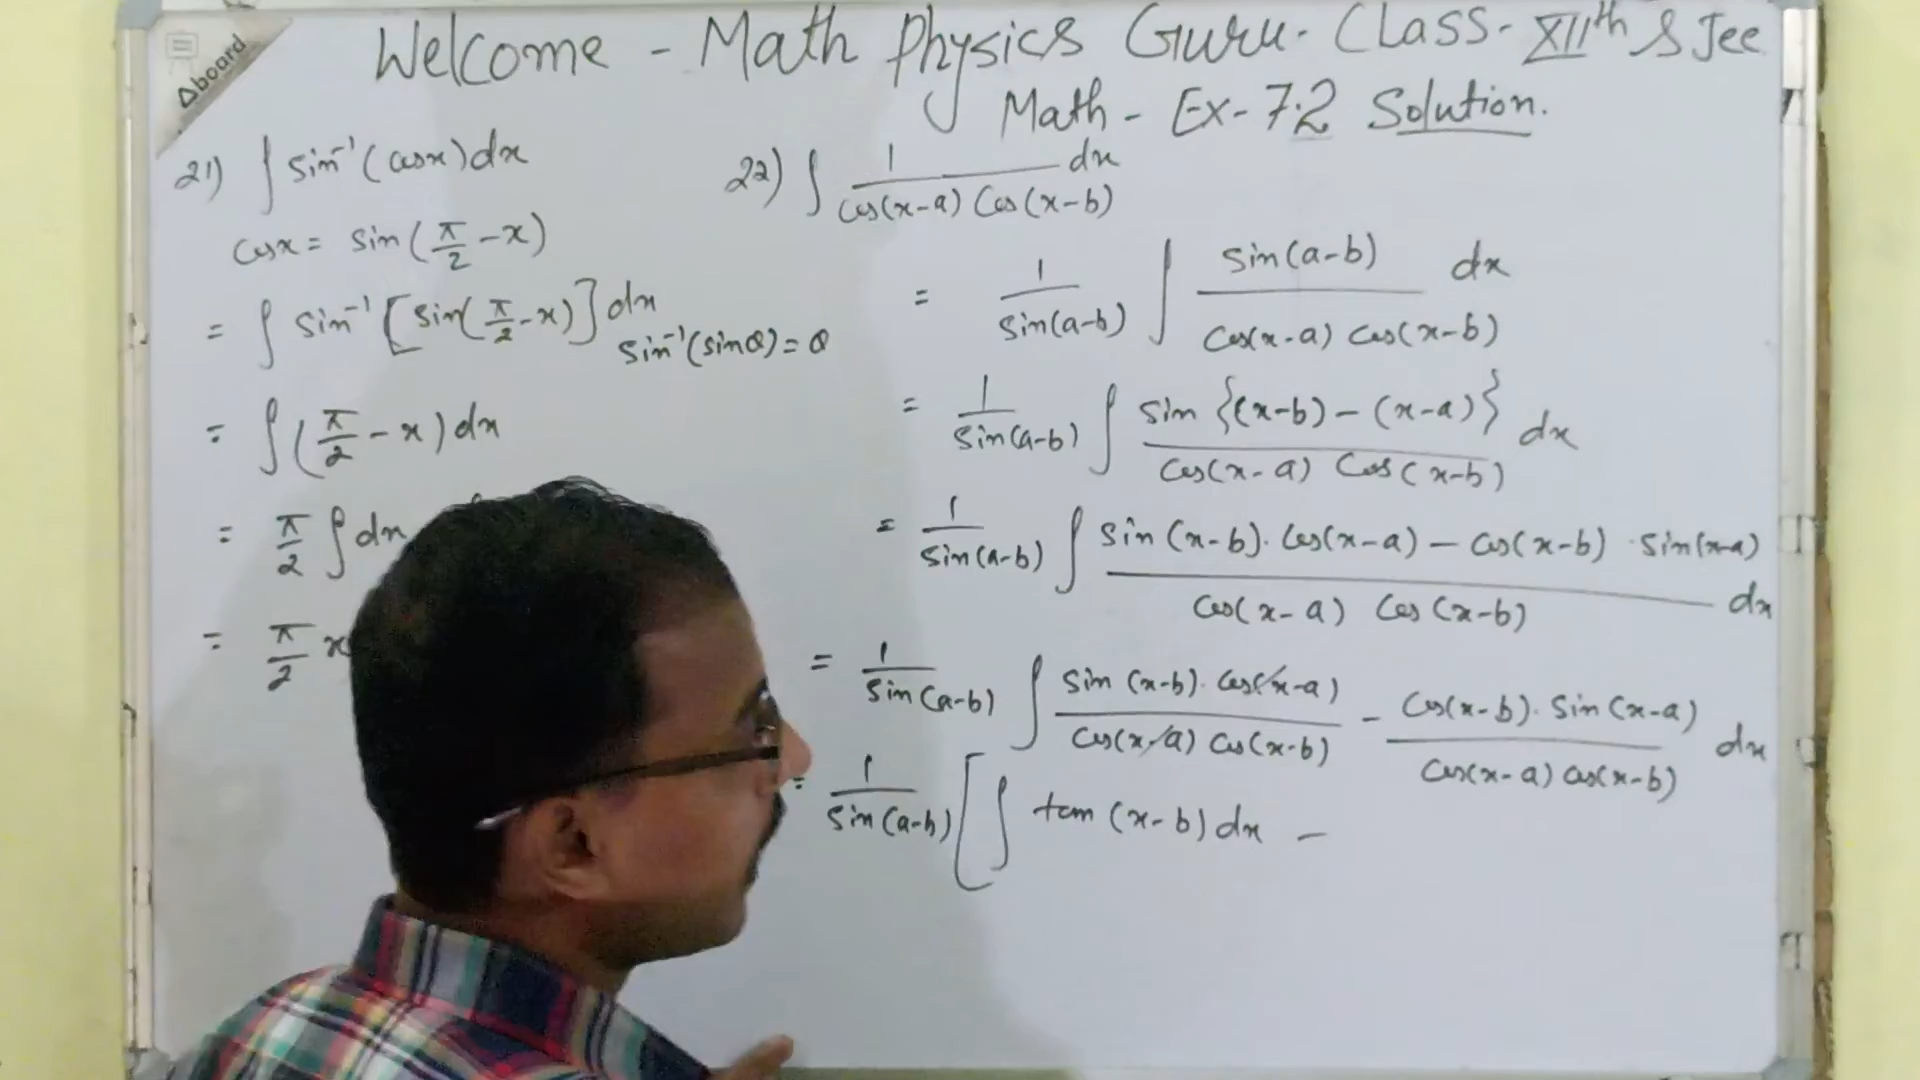 Δboard
Welcome - Math Physics Guru. Class - XIIth & Jee
Math - Ex- 7.2 Solution.
21) ∫ sin⁻¹(cosx)dx
cosx = sin(π/2 - x)
= ∫ sin⁻¹[sin(π/2 - x)]dx
sin⁻¹(sinθ) = θ
= ∫(π/2 - x)dx
= π/2 ∫dx
= π/2 x
22) ∫ 1/(cos(x-a) Cos(x-b)) dx
= 1/sin(a-b) ∫ sin(a-b)/(Cos(x-a) Cos(x-b)) dx
= 1/sin(a-b) ∫ sin {(x-b) - (x-a)}/(Cos(x-a) Cos(x-b)) dx
= 1/sin(a-b) ∫ (sin(x-b).Cos(x-a) - Cos(x-b).sin(x-a))/(Cos(x-a) Cos(x-b)) dx
= 1/sin(a-b) ∫ sin(x-b).Cos(x-a)/(Cos(x-a) Cos(x-b)) - Cos(x-b).Sin(x-a)/(Cos(x-a) Cos(x-b)) dx
= 1/sin(a-b) [∫ tan(x-b)dx -